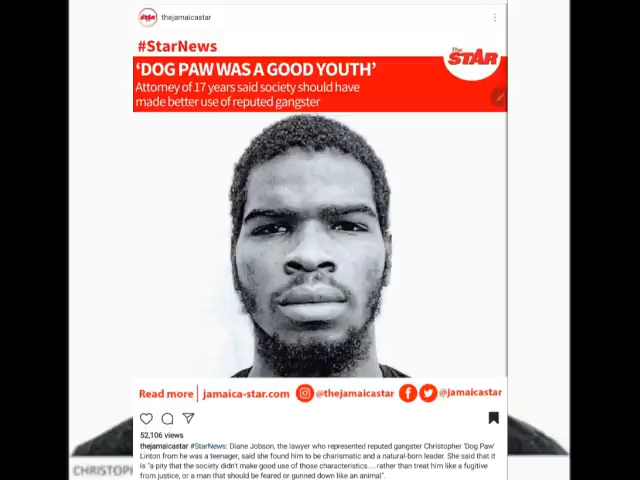 STAR
thejamaicastar
#StarNews
The
STAR
‘DOG PAW WAS A GOOD YOUTH’
Attorney of 17 years said society should have
made better use of reputed gangster
Read more | jamaica-star.com @thejamaicastar @jamaicastar
52,106 views
thejamaicastar #StarNews: Diane Jobson, the lawyer who represented reputed gangster Christopher 'Dog Paw'
Linton from he was a teenager, said she found him to be charismatic and a natural-born leader. She said that it
is "a pity that the society didn't make good use of those characteristics....rather than treat him like a fugitive
from justice, or a man that should be feared or gunned down like an animal".
CHRISTOPH